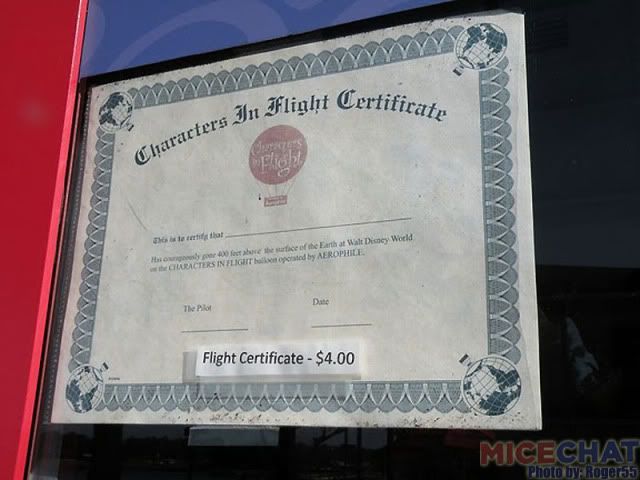 Characters In Flight Certificate
Characters
in Flight
This is to certify that
Has courageously gone 400 feet above the surface of the Earth at Walt Disney World
on the CHARACTERS IN FLIGHT balloon operated by AEROPHILE.
The Pilot
Date
Flight Certificate - $4.00
MICECHAT
Photo by: Roger55